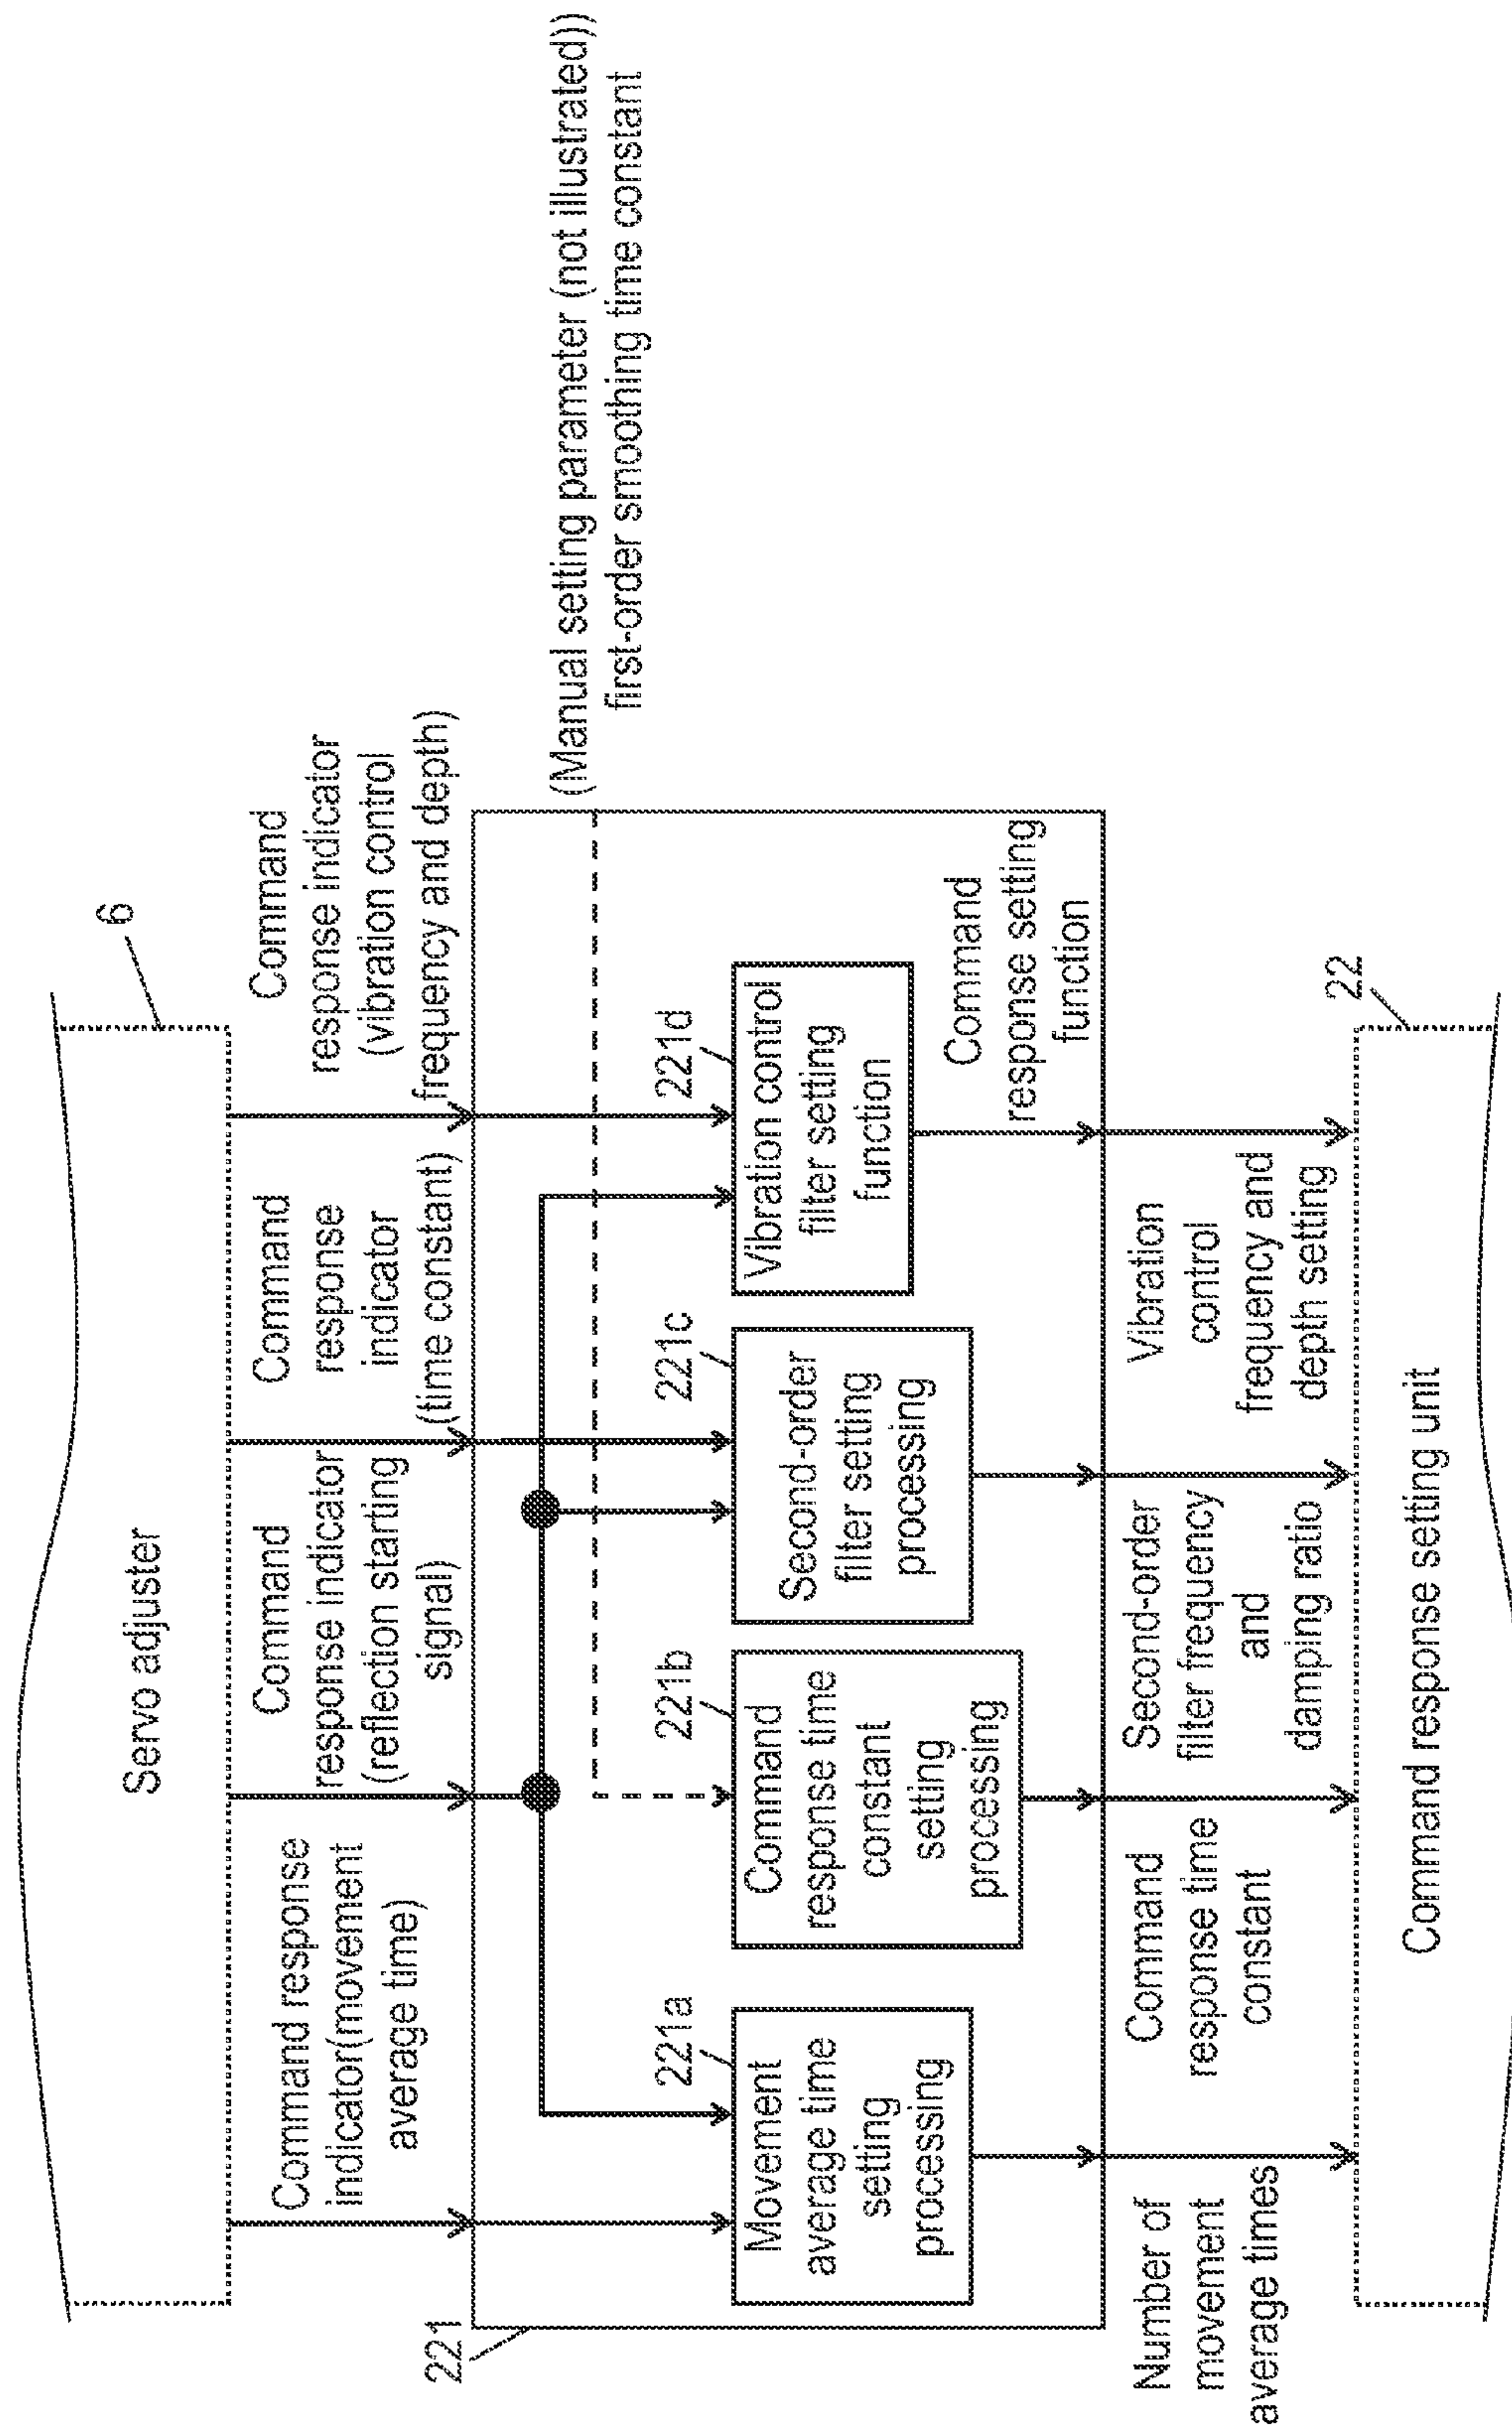 Servo adjuster
6
Command response
indicator(movement
average time)
Command
response indicator
(reflection starting
signal)
Command
response
indicator
(time constant)
Command
response indicator
(vibration control
frequency and depth)
221
(Manual setting parameter (not illustrated))
first-order smoothing time constant
221a
Movement
average time
setting
processing
221b
Command
response time
constant
setting
processing
221c
Second-order
filter setting
processing
221d
Vibration control
filter setting
function
Command
response setting
function
Number of
movement
average times
Command
response time
constant
Second-order
filter frequency
and
damping ratio
Vibration
control
frequency and
depth setting
22
Command response setting unit